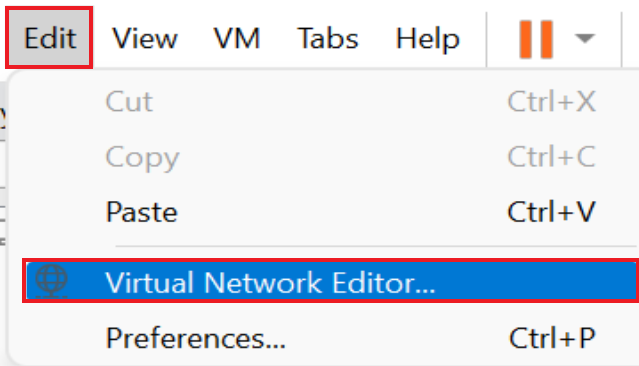 Edit View VM Tabs Help
Cut Ctrl+X
Copy Ctrl+C
Paste Ctrl+V
Virtual Network Editor...
Preferences... Ctrl+P